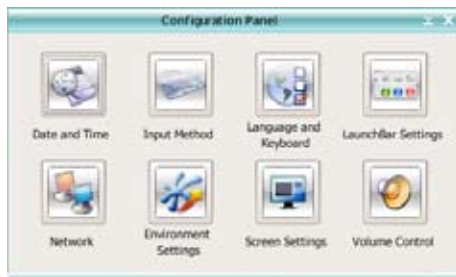 Configuration Panel
Date and Time
Input Method
Language and
Keyboard
LaunchBar Settings
Network
Environment
Settings
Screen Settings
Volume Control